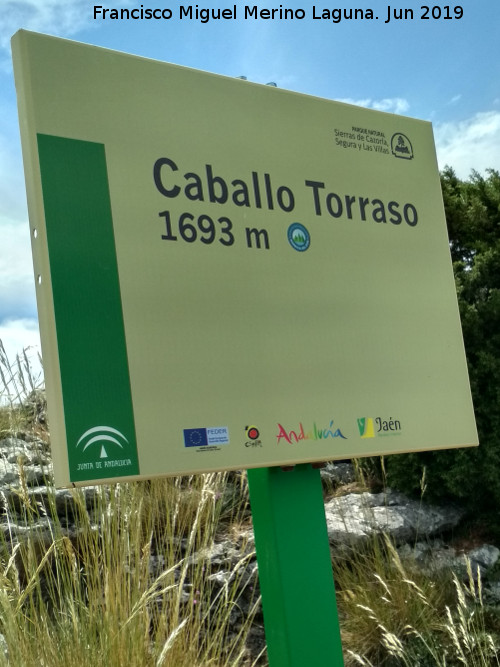 Francisco Miguel Merino Laguna. Jun 2019
PARQUE NATURAL
Sierras de Cazorla,
Segura y Las Villas
Caballo Torraso
1693 m
FEDER
Andalucía
Jaén
JUNTA DE ANDALUCIA